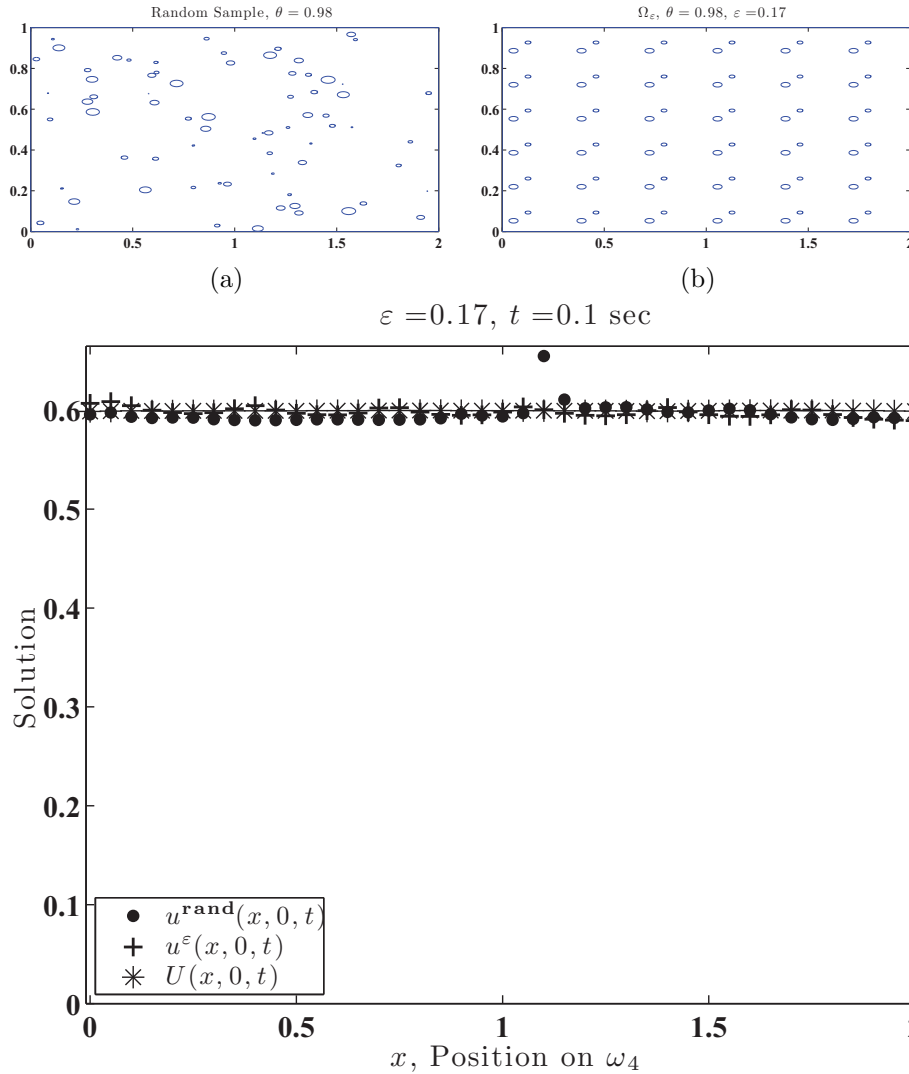 Random Sample, θ = 0.98
1
0.8
0.6
0.4
0.2
0
0 0.5 1 1.5 2
(a)
Ω_ε, θ = 0.98, ε =0.17
1
0.8
0.6
0.4
0.2
0
0 0.5 1 1.5 2
(b)
ε =0.17, t =0.1 sec
Solution
0.6
0.5
0.4
0.3
0.2
0.1
0
u^rand(x, 0, t)
u^ε(x, 0, t)
U(x, 0, t)
0 0.5 1 1.5 2
x, Position on ω_4